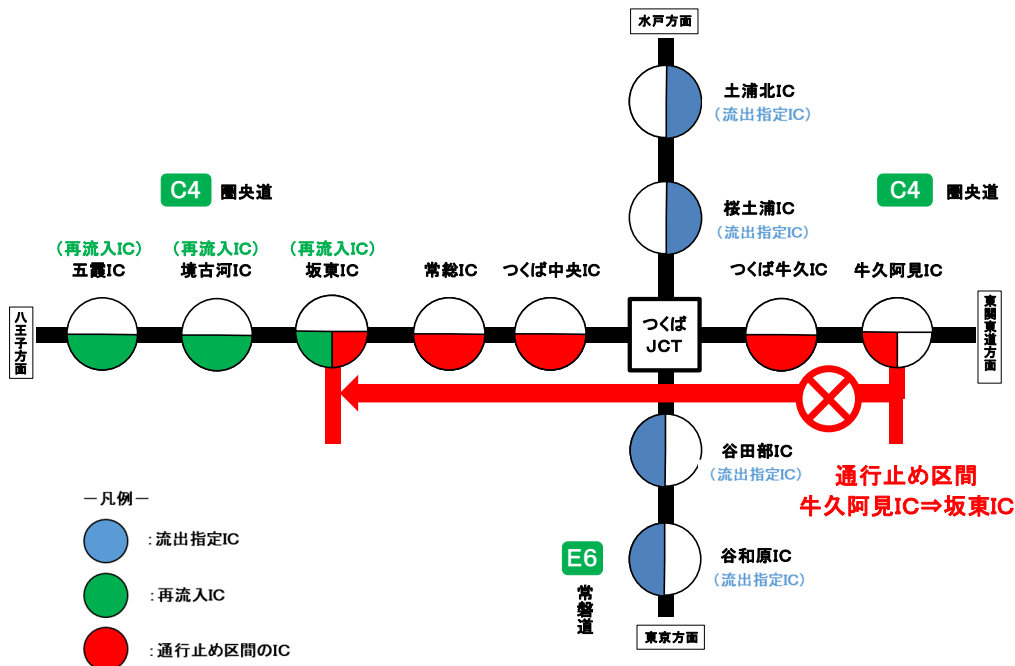 水戸方面
土浦北IC
（流出指定IC）
C4 圏央道
桜土浦IC
（流出指定IC）
C4 圏央道
（再流入IC）
五霞IC
（再流入IC）
境古河IC
（再流入IC）
坂東IC
常総IC
つくば中央IC
つくば牛久IC
牛久阿見IC
八王子方面
つくば
JCT
東関東道方面
谷田部IC
（流出指定IC）
通行止め区間
牛久阿見IC⇒坂東IC
－凡例－
：流出指定IC
：再流入IC
：通行止め区間のIC
E6
常磐道
谷和原IC
（流出指定IC）
東京方面